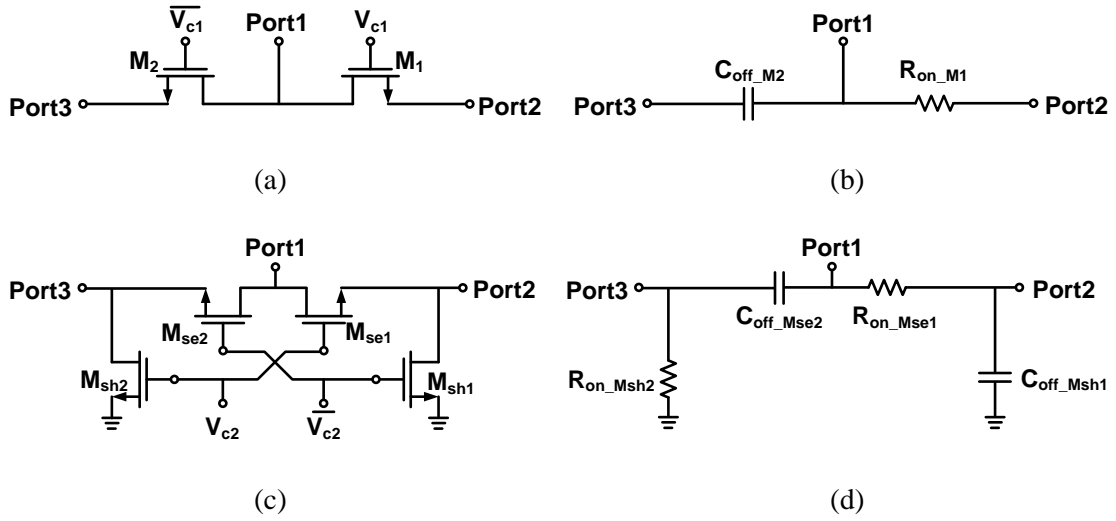 V̅c1 Port1 Vc1
M2 M1
Port3 Port2
(a)
Port1
Coff_M2 Ron_M1
Port3 Port2
(b)
Port1
Port3 Port2
Mse2 Mse1
Msh2 Msh1
Vc2 V̅c2
(c)
Port1
Port3 Port2
Coff_Mse2 Ron_Mse1
Ron_Msh2 Coff_Msh1
(d)